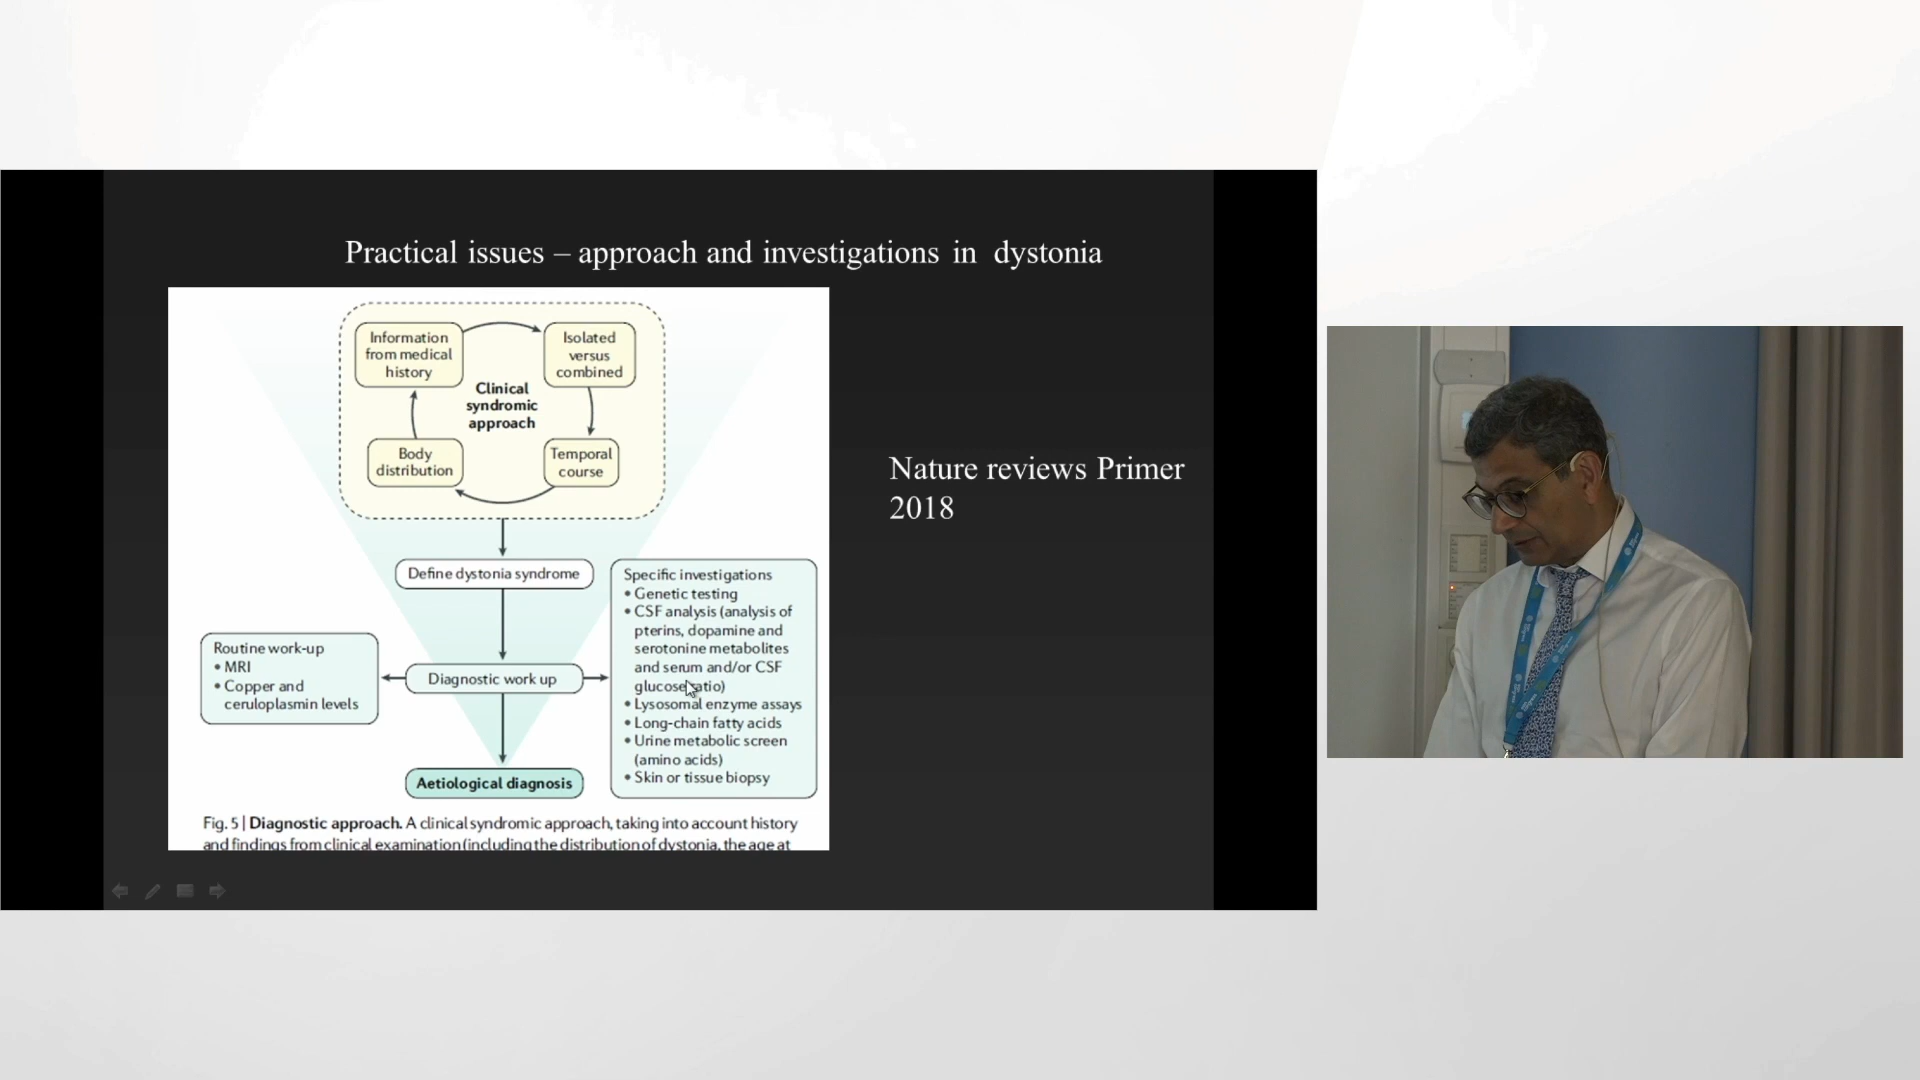 Practical issues – approach and investigations in dystonia
Information
from medical
history
Isolated
versus
combined
Clinical
syndromic
approach
Body
distribution
Temporal
course
Define dystonia syndrome
Specific investigations
• Genetic testing
• CSF analysis (analysis of
pterins, dopamine and
serotonine metabolites
and serum and/or CSF
glucose ratio)
• Lysosomal enzyme assays
• Long-chain fatty acids
• Urine metabolic screen
(amino acids)
• Skin or tissue biopsy
Routine work-up
• MRI
• Copper and
ceruloplasmin levels
Diagnostic work up
Aetiological diagnosis
Fig. 5 | Diagnostic approach. A clinical syndromic approach, taking into account history
and findings from clinical examination (including the distribution of dystonia, the age at
Nature reviews Primer
2018